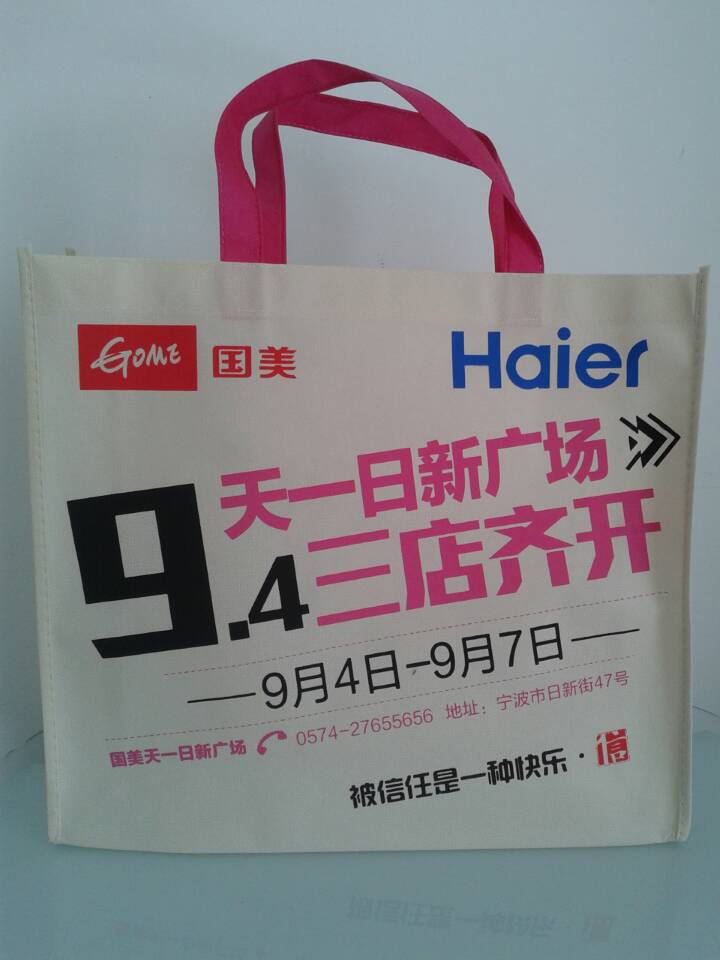 GOME 国美
Haier
天一日新广场
9.4三店齐开
9月4日-9月7日
国美天一日新广场 0574-27655656 地址：宁波市日新街47号
被信任是一种快乐·信